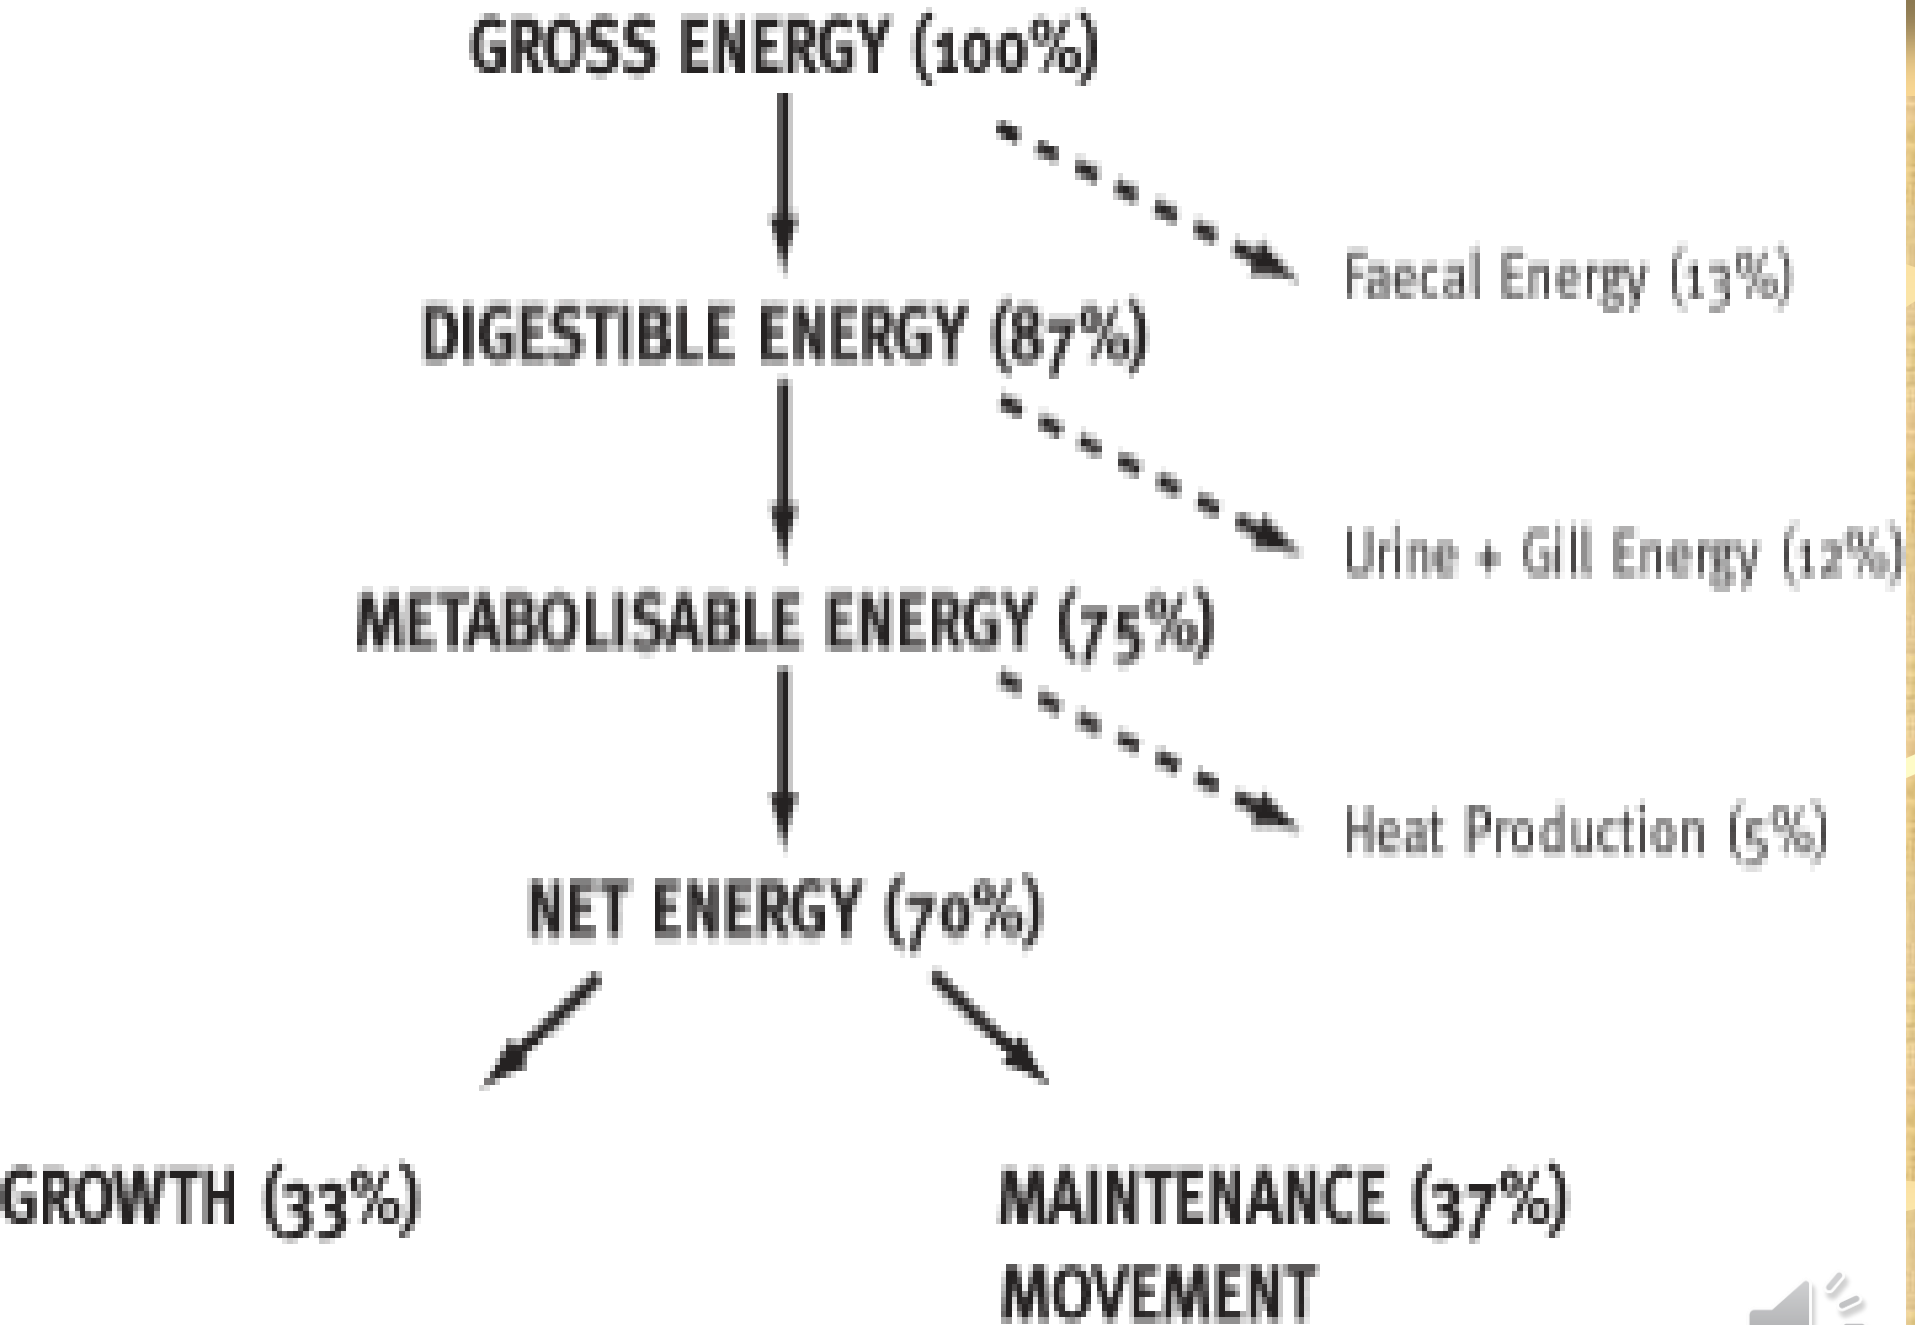 GROSS ENERGY (100%)
Faecal Energy (13%)
DIGESTIBLE ENERGY (87%)
Urine + Gill Energy (12%)
METABOLISABLE ENERGY (75%)
Heat Production (5%)
NET ENERGY (70%)
GROWTH (33%)
MAINTENANCE (37%)
MOVEMENT